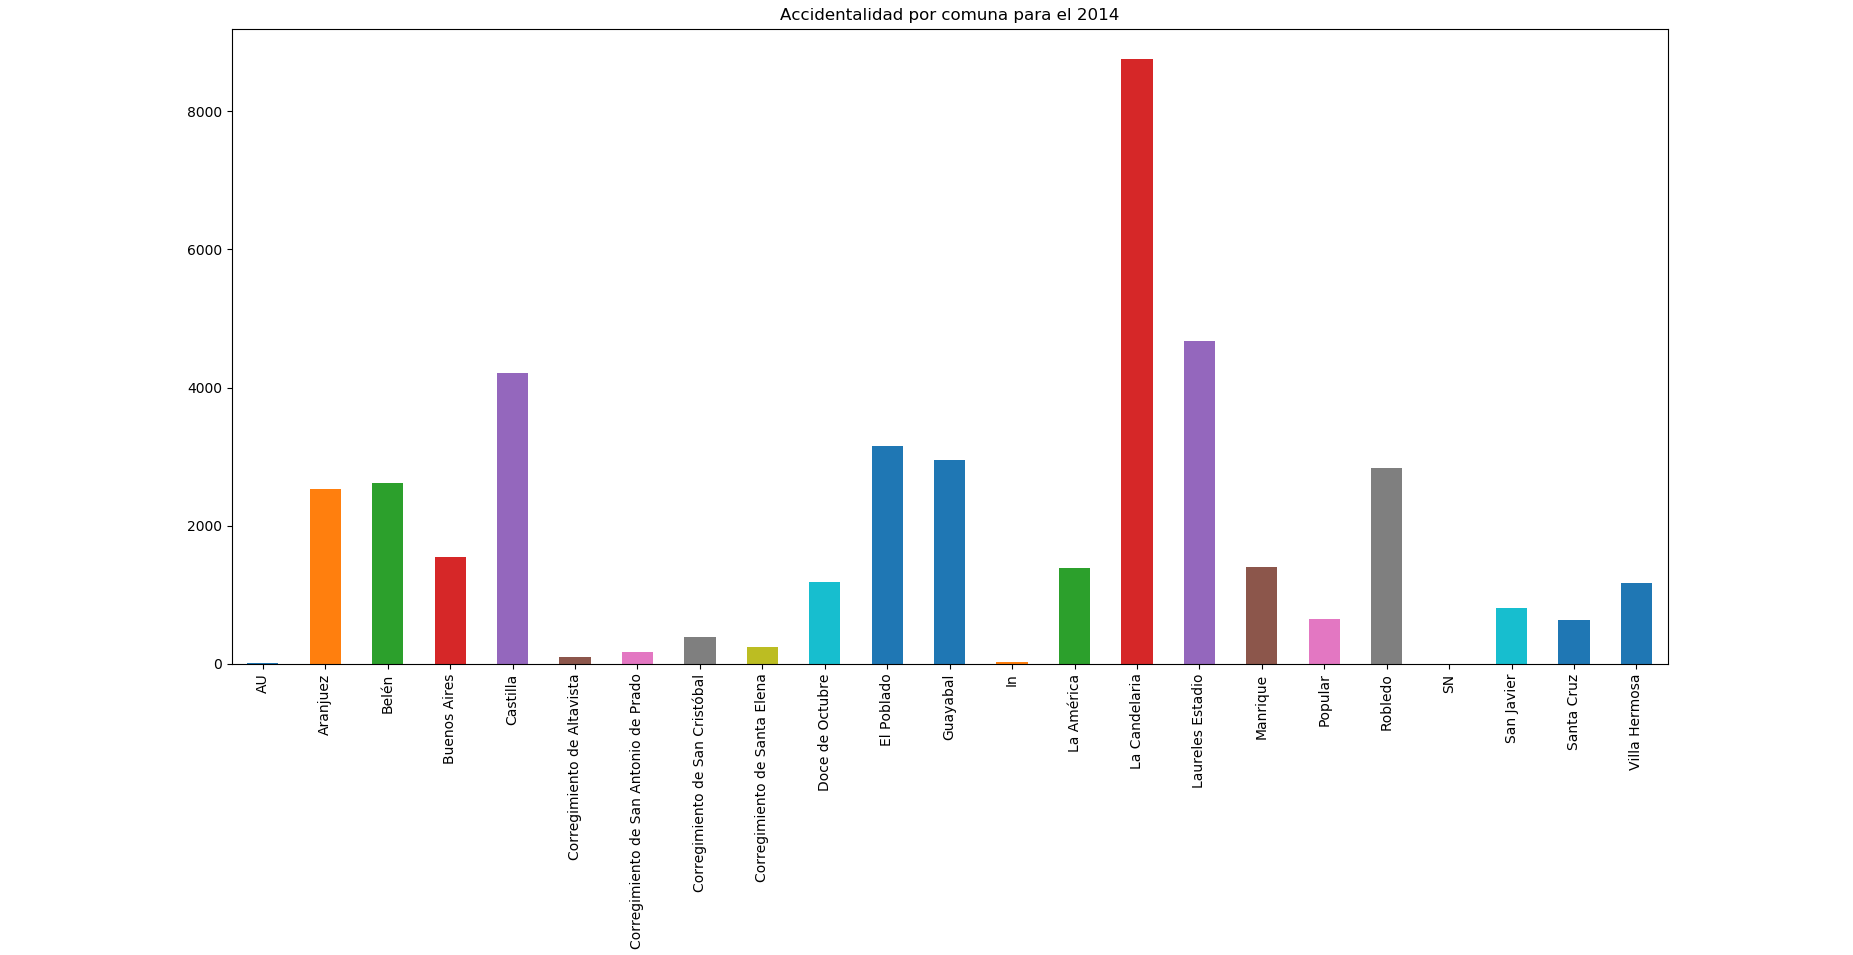 Accidentalidad por comuna para el 2014
8000
6000
4000
2000
0
AU
Aranjuez
Belén
Buenos Aires
Castilla
Corregimiento de Altavista
Corregimiento de San Antonio de Prado
Corregimiento de San Cristóbal
Corregimiento de Santa Elena
Doce de Octubre
El Poblado
Guayabal
In
La América
La Candelaria
Laureles Estadio
Manrique
Popular
Robledo
SN
San Javier
Santa Cruz
Villa Hermosa